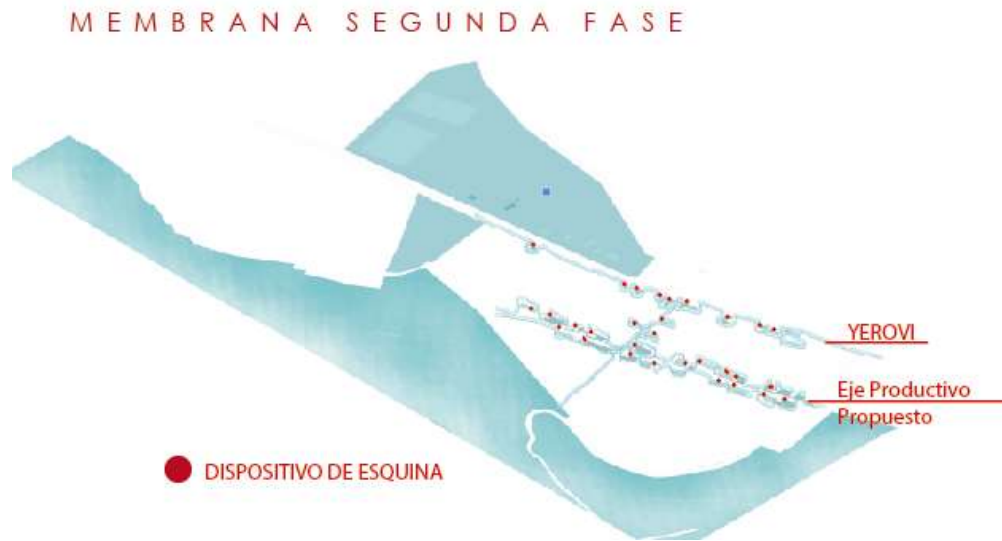 MEMBRANA SEGUNDA FASE
YEROVI
Eje Productivo
Propuesto
DISPOSITIVO DE ESQUINA